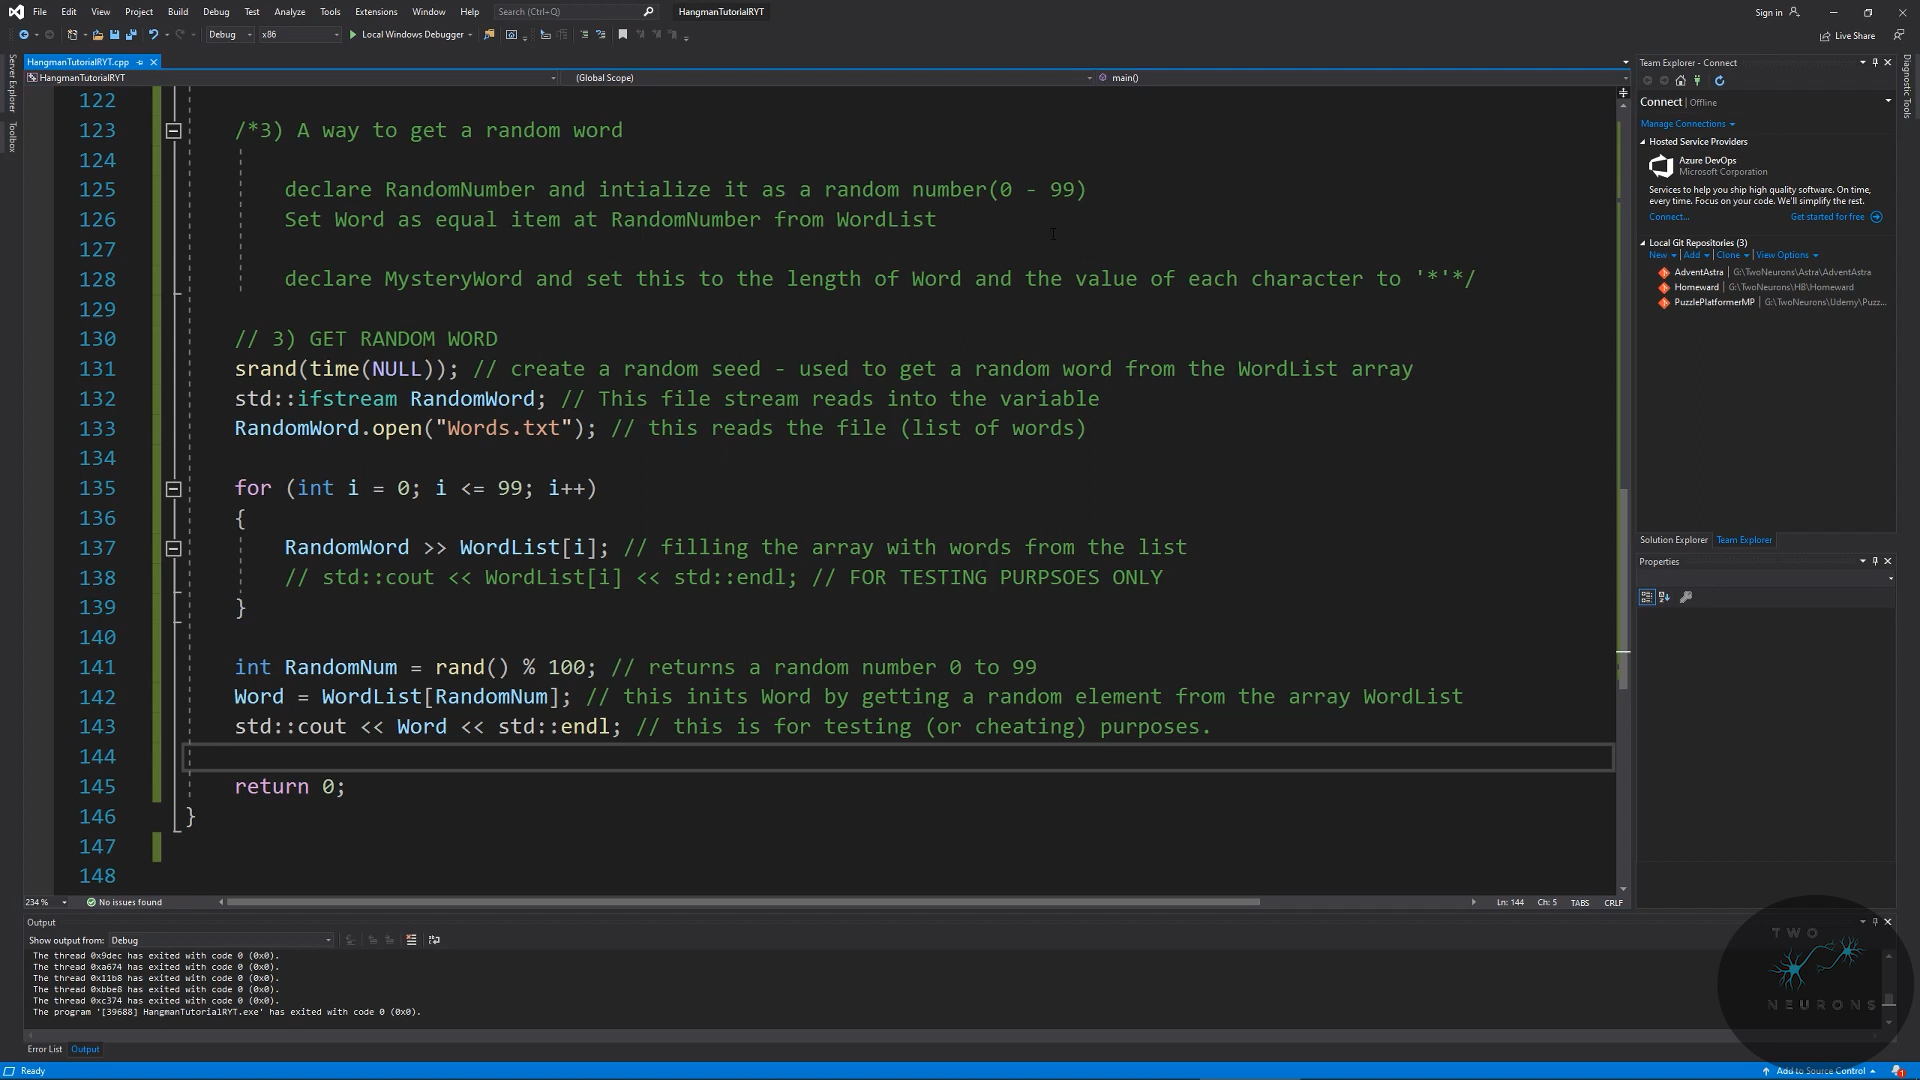 File Edit View Project Build Debug Test Analyze Tools Extensions Window Help Search (Ctrl+Q) HangmanTutorialRYT Sign in
Debug x86 Local Windows Debugger Live Share
HangmanTutorialRYT.cpp
HangmanTutorialRYT (Global Scope) main()
Server Explorer
Toolbox
122
123 /*3) A way to get a random word
124
125 declare RandomNumber and intialize it as a random number(0 - 99)
126 Set Word as equal item at RandomNumber from WordList
127
128 declare MysteryWord and set this to the length of Word and the value of each character to '*'*/
129
130 // 3) GET RANDOM WORD
131 srand(time(NULL)); // create a random seed - used to get a random word from the WordList array
132 std::ifstream RandomWord; // This file stream reads into the variable
133 RandomWord.open("Words.txt"); // this reads the file (list of words)
134
135 for (int i = 0; i <= 99; i++)
136 {
137 RandomWord >> WordList[i]; // filling the array with words from the list
138 // std::cout << WordList[i] << std::endl; // FOR TESTING PURPSOES ONLY
139 }
140
141 int RandomNum = rand() % 100; // returns a random number 0 to 99
142 Word = WordList[RandomNum]; // this inits Word by getting a random element from the array WordList
143 std::cout << Word << std::endl; // this is for testing (or cheating) purposes.
144
145 return 0;
146 }
147
148
234 % No issues found Ln: 144 Ch: 5 TABS CRLF
Output
Show output from: Debug
The thread 0x9dec has exited with code 0 (0x0).
The thread 0xa674 has exited with code 0 (0x0).
The thread 0x11b8 has exited with code 0 (0x0).
The thread 0xbbe8 has exited with code 0 (0x0).
The thread 0xc374 has exited with code 0 (0x0).
The program '[39688] HangmanTutorialRYT.exe' has exited with code 0 (0x0).
Error List Output
Ready Add to Source Control 1
Team Explorer - Connect
Connect | Offline
Manage Connections
Hosted Service Providers
Azure DevOps
Microsoft Corporation
Services to help you ship high quality software. On time,
every time. Focus on your code. We'll simplify the rest.
Connect... Get started for free
Local Git Repositories (3)
New Add Clone View Options
AdventAstra G:\TwoNeurons\Astra\AdventAstra
Homeward G:\TwoNeurons\HB\Homeward
PuzzlePlatformerMP G:\TwoNeurons\Udemy\Puzz...
Solution Explorer Team Explorer
Properties
Diagnostic Tools
TWO
NEURONS